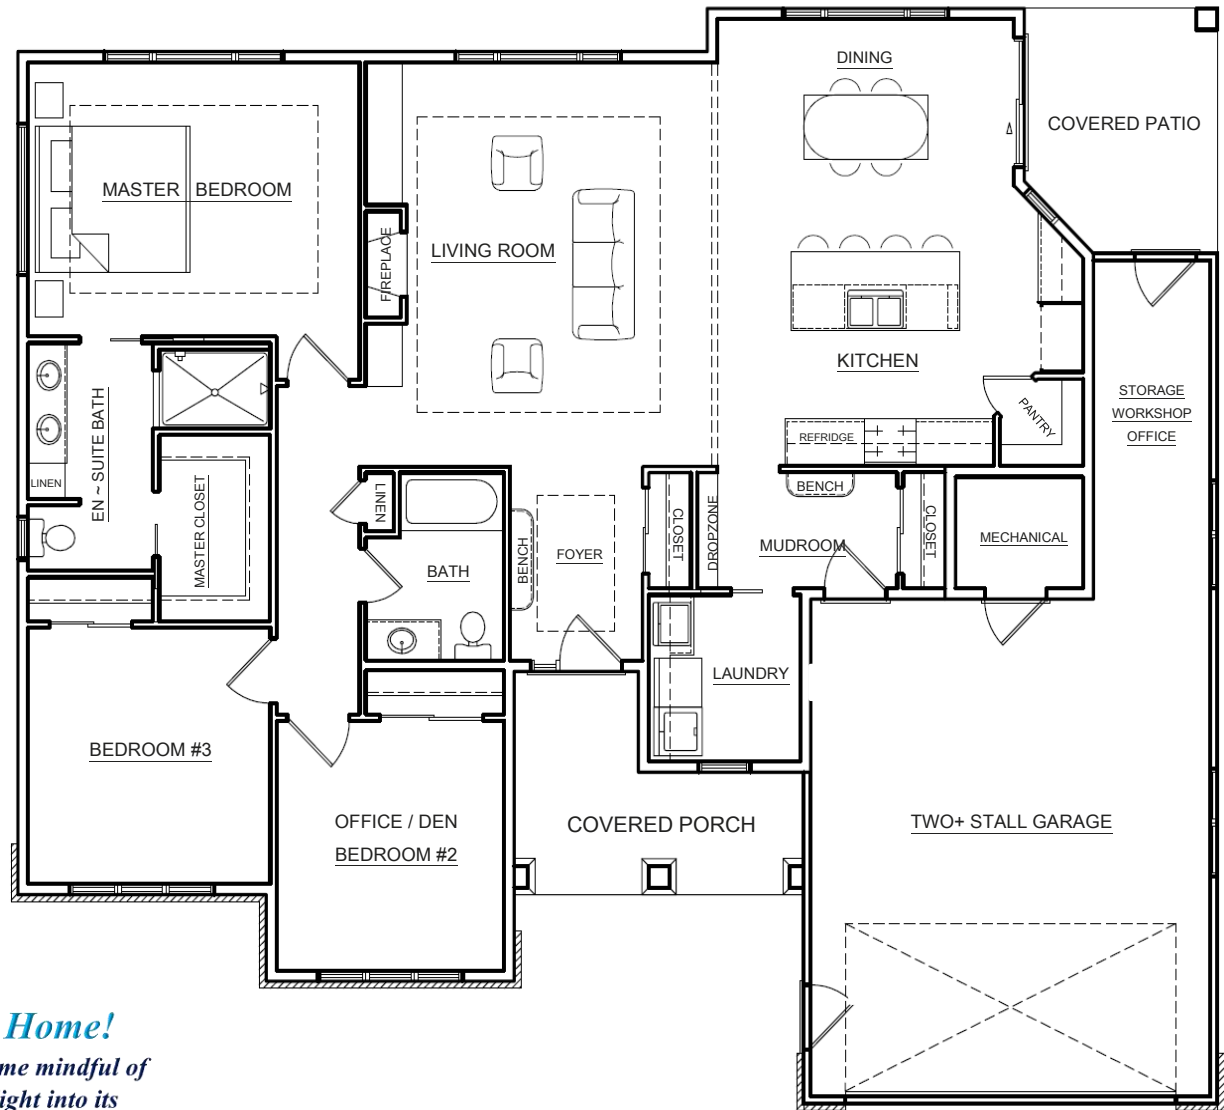 DINING
COVERED PATIO
MASTER BEDROOM
LIVING ROOM
FIREPLACE
KITCHEN
PANTRY
STORAGE
WORKSHOP
OFFICE
REFRIDGE
EN ~ SUITE BATH
LINEN
MASTER CLOSET
LINEN
BATH
BENCH
FOYER
CLOSET
DROPZONE
BENCH
MUDROOM
CLOSET
MECHANICAL
LAUNDRY
BEDROOM #3
OFFICE / DEN
BEDROOM #2
COVERED PORCH
TWO+ STALL GARAGE
Home!
me mindful of
ight into its